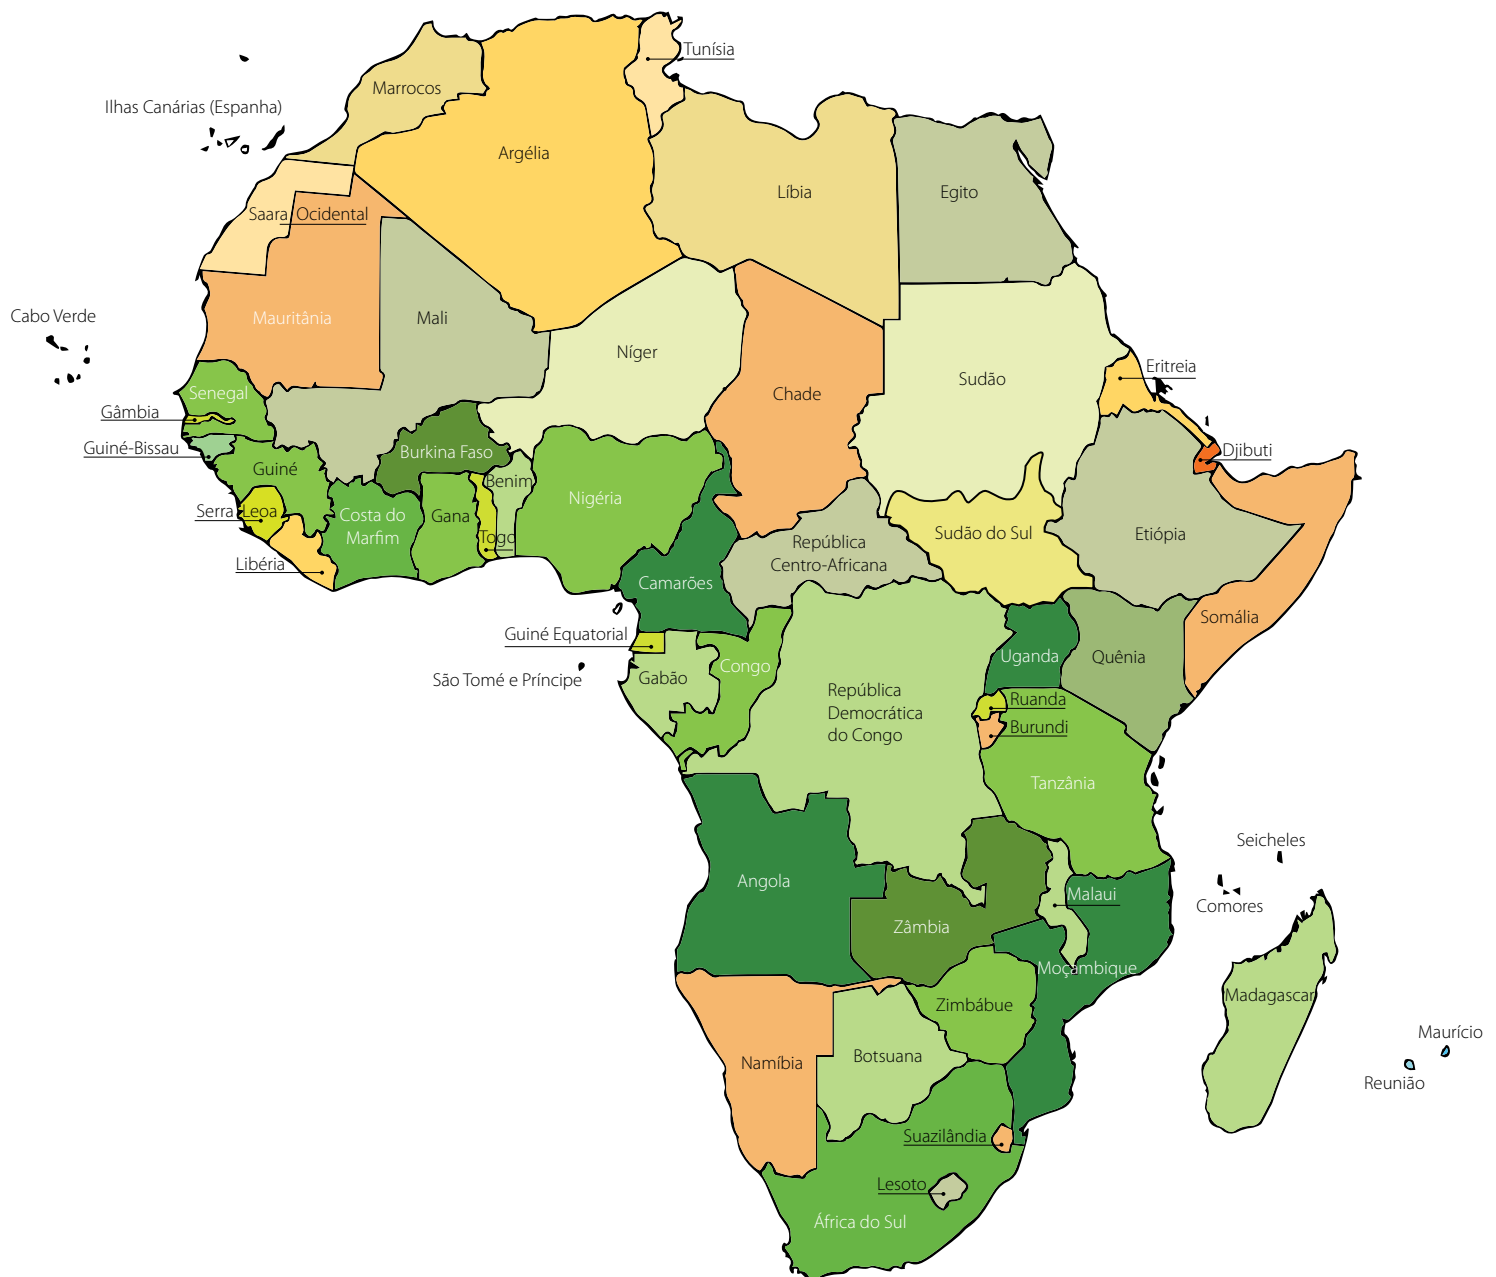 Tunísia
Marrocos
Ilhas Canárias (Espanha)
Argélia
Líbia
Egito
Saara Ocidental
Mauritânia
Mali
Cabo Verde
Níger
Chade
Sudão
Eritreia
Senegal
Gâmbia
Guiné-Bissau
Burkina Faso
Djibuti
Guiné
Benim
Nigéria
Serra Leoa
Costa do
Marfim
Gana
Togo
Sudão do Sul
Etiópia
República
Centro-Africana
Libéria
Camarões
Somália
Guiné Equatorial
São Tomé e Príncipe
Gabão
Congo
Uganda
Quênia
República
Democrática
do Congo
Ruanda
Burundi
Tanzânia
Seicheles
Angola
Malaui
Comores
Zâmbia
Moçambique
Madagascar
Zimbábue
Maurício
Namíbia
Botsuana
Reunião
Suazilândia
Lesoto
África do Sul